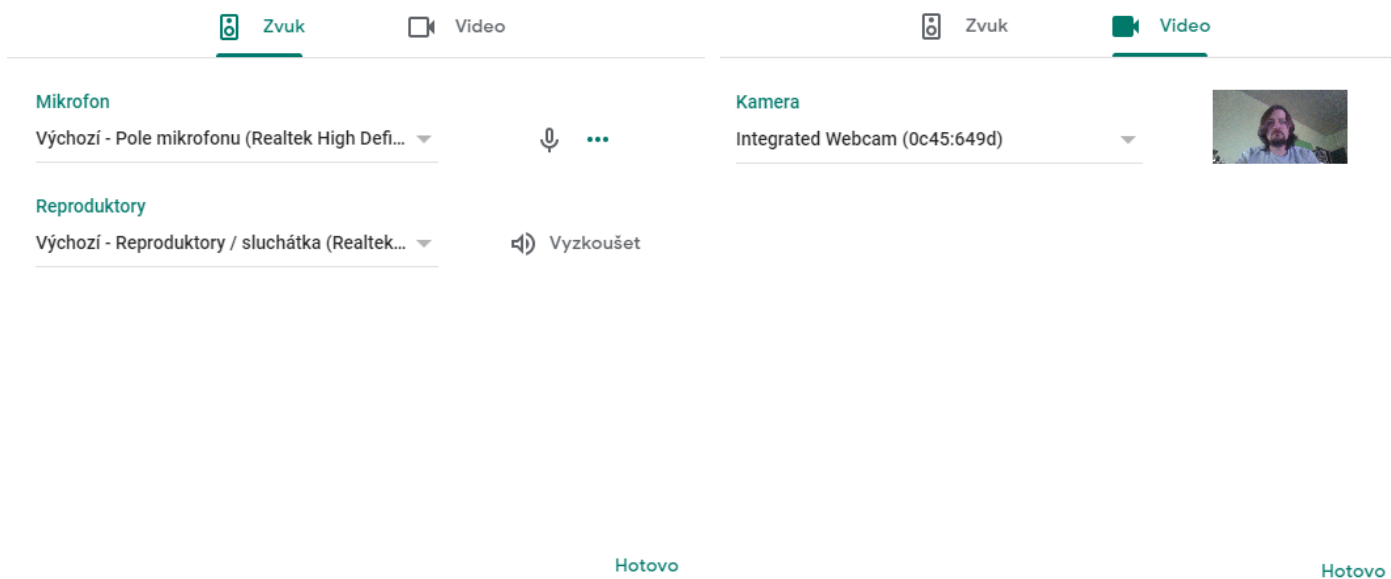 Zvuk
Video
Mikrofon
Výchozí - Pole mikrofonu (Realtek High Defi...
Reproduktory
Výchozí - Reproduktory / sluchátka (Realtek...
Vyzkoušet
Hotovo
Zvuk
Video
Kamera
Integrated Webcam (0c45:649d)
Hotovo